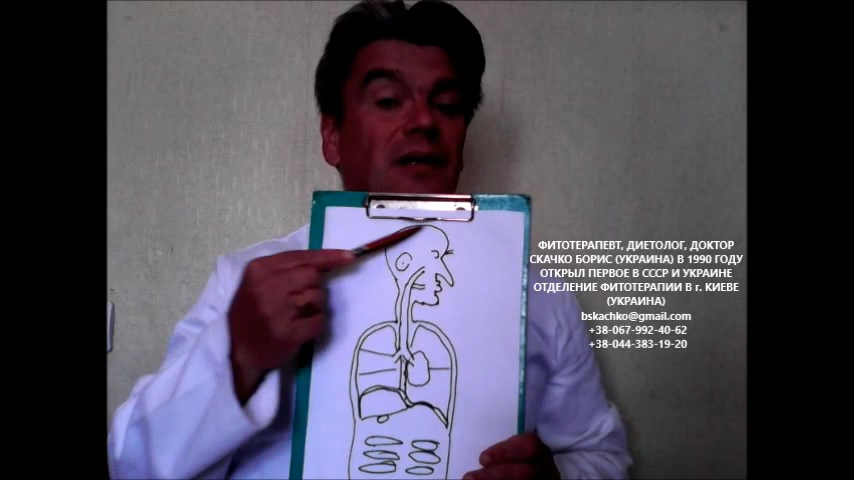 ФИТОТЕРАПЕВТ, ДИЕТОЛОГ, ДОКТОР
СКАЧКО БОРИС (УКРАИНА) В 1990 ГОДУ
ОТКРЫЛ ПЕРВОЕ В СССР И УКРАИНЕ
ОТДЕЛЕНИЕ ФИТОТЕРАПИИ В г. КИЕВЕ
(УКРАИНА)
bskachko@gmail.com
+38-067-992-40-62
+38-044-383-19-20